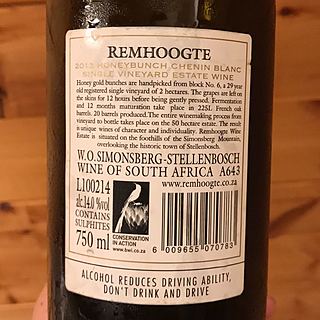 REMHOOGTE
2013 HONEYBUNCH CHENIN BLANC
SINGLE VINEYARD ESTATE WINE
Honey gold bunches are handpicked from block No. 6, a 29 year
old registered single vineyard of 2 hectares. The grapes are left on
the skins for 12 hours before being gently pressed. Fermentation
and 12 months maturation take place in 225L French oak
barrels. 20 barrels produced. The entire winemaking process from
vineyard to bottle takes place on the 50 hectare estate. The result
is unique wines of character and individuality. Remhoogte Wine
Estate is situated on the foothills of the Simonsberg Mountain,
overlooking the historic town of Stellenbosch.
W.O. SIMONSBERG-STELLENBOSCH
WINE OF SOUTH AFRICA A643
L100214
www.remhoogte.co.za
alc.14.0 %vol
CONTAINS
SULPHITES
750 ml
CONSERVATION
IN ACTION
www.bwi.co.za
6 009655 070783
ALCOHOL REDUCES DRIVING ABILITY,
DON'T DRINK AND DRIVE